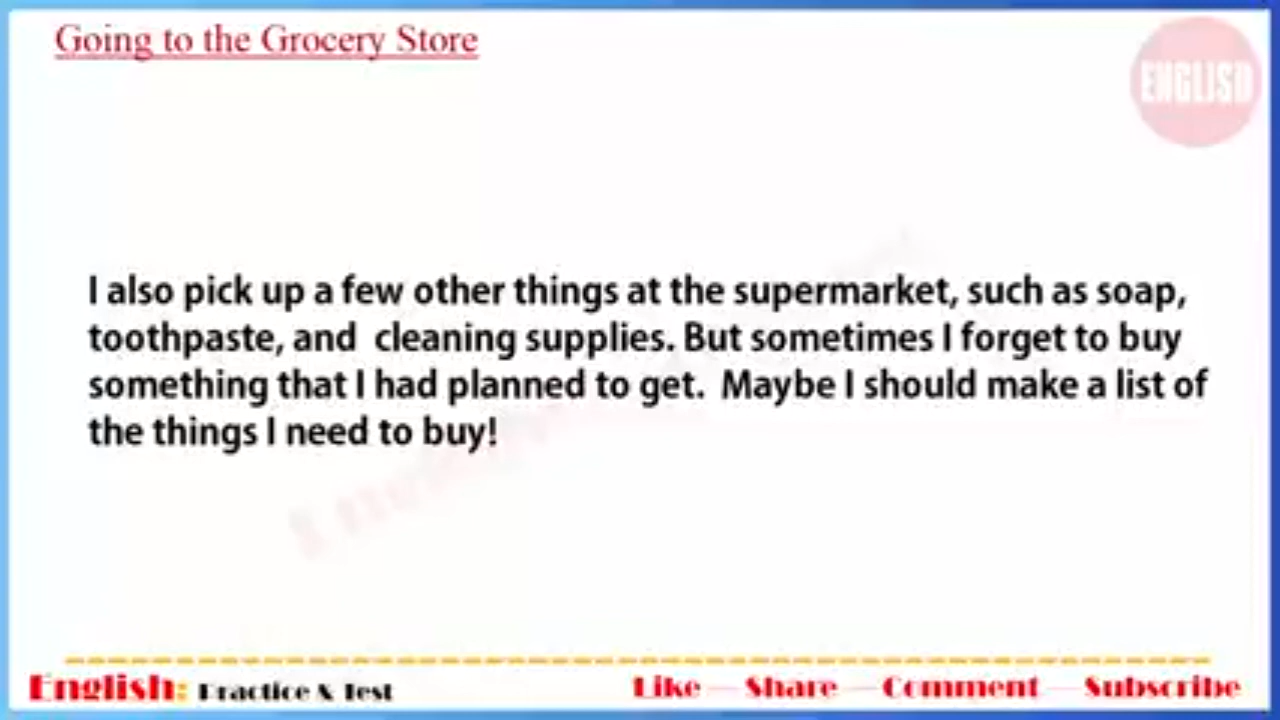 Going to the Grocery Store
ENGLISH
I also pick up a few other things at the supermarket, such as soap,
toothpaste, and cleaning supplies. But sometimes I forget to buy
something that I had planned to get. Maybe I should make a list of
the things I need to buy!
English: Practice & Test
Like — Share — Comment — Subscribe